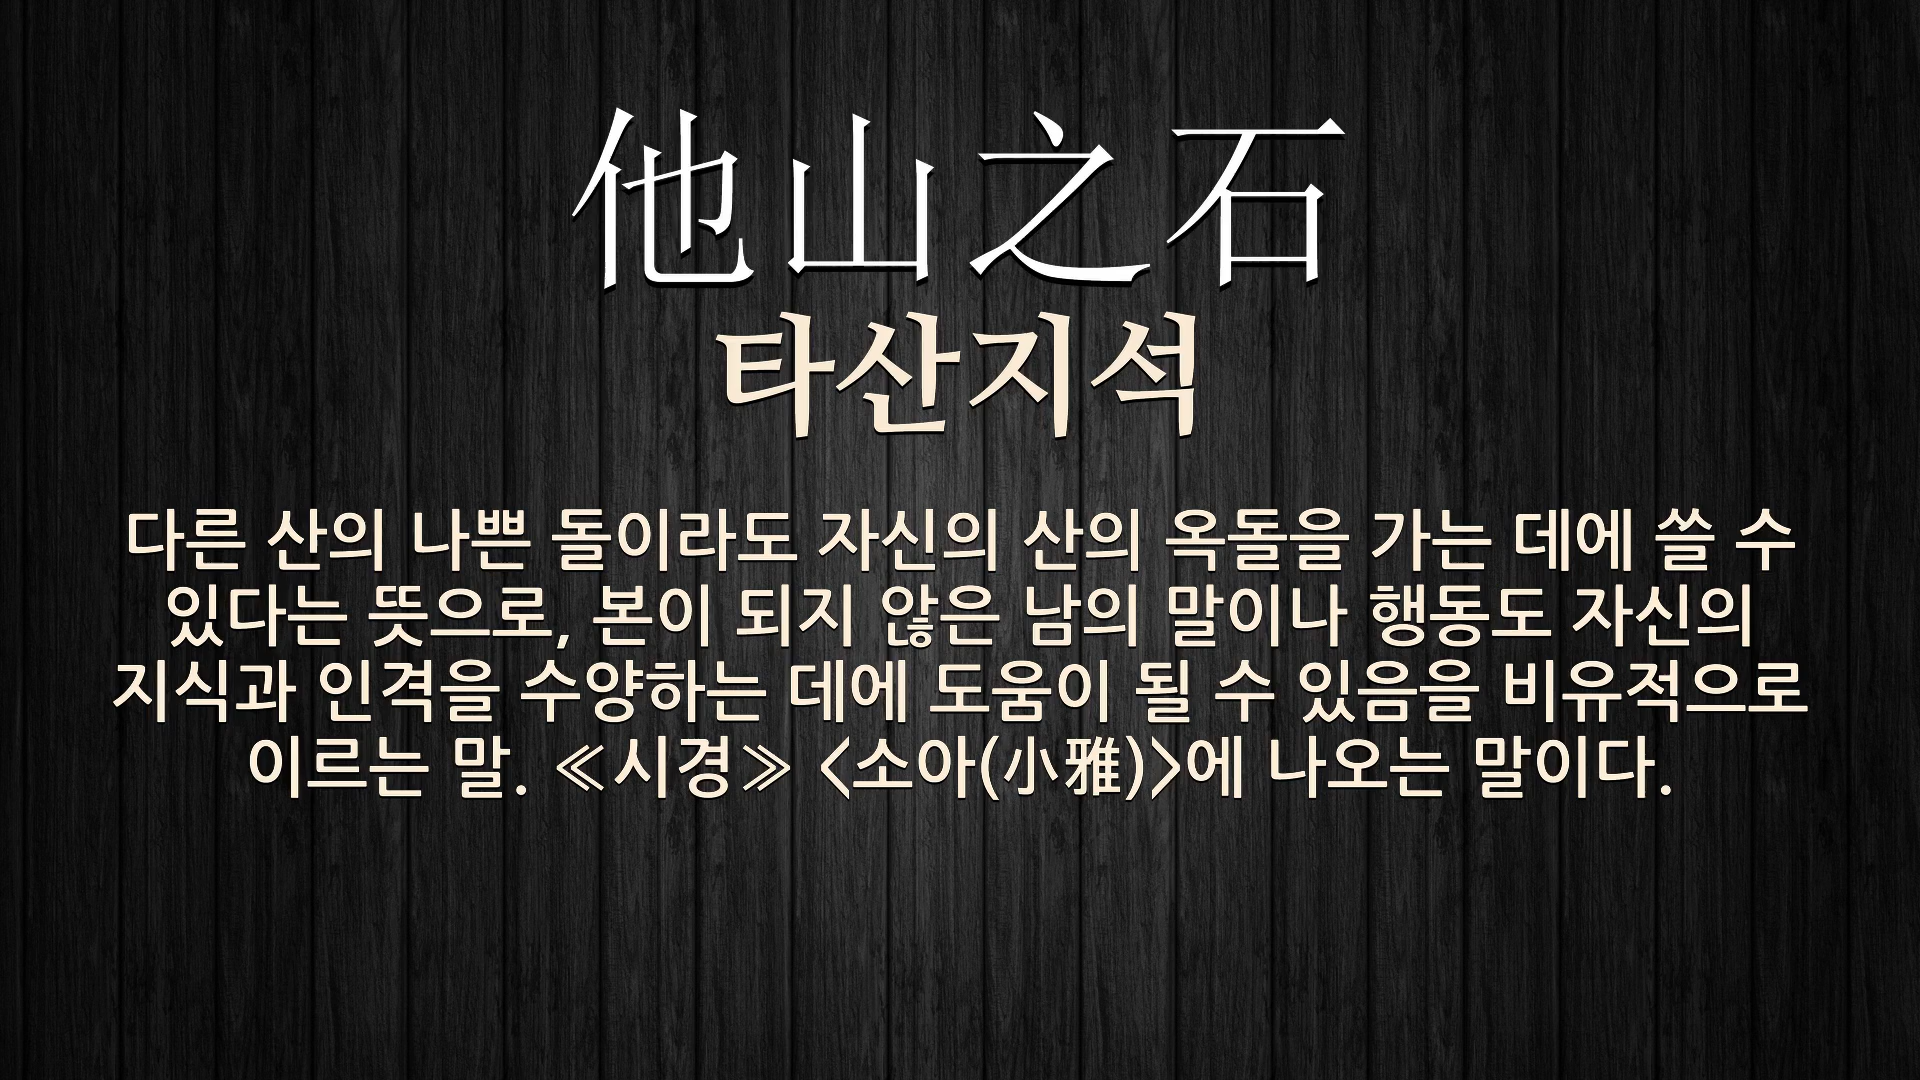 他山之石
타산지석
다른 산의 나쁜 돌이라도 자신의 산의 옥돌을 가는 데에 쓸 수
있다는 뜻으로, 본이 되지 않은 남의 말이나 행동도 자신의
지식과 인격을 수양하는 데에 도움이 될 수 있음을 비유적으로
이르는 말. ≪시경≫ <소아(小雅)>에 나오는 말이다.